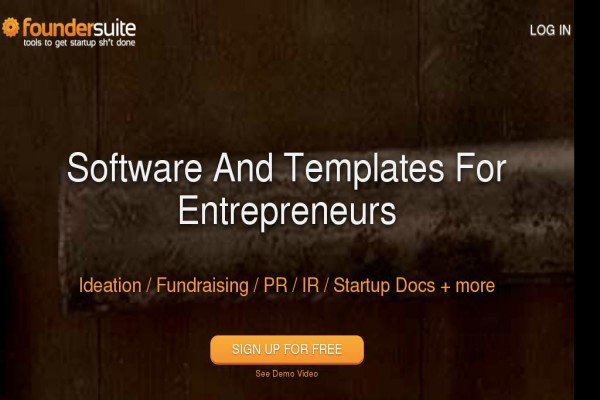 foundersuite
LOG IN
tools to get startup sh*t done
Software And Templates For
Entrepreneurs
Ideation / Fundraising / PR / IR / Startup Docs + more
SIGN UP FOR FREE
See Demo Video